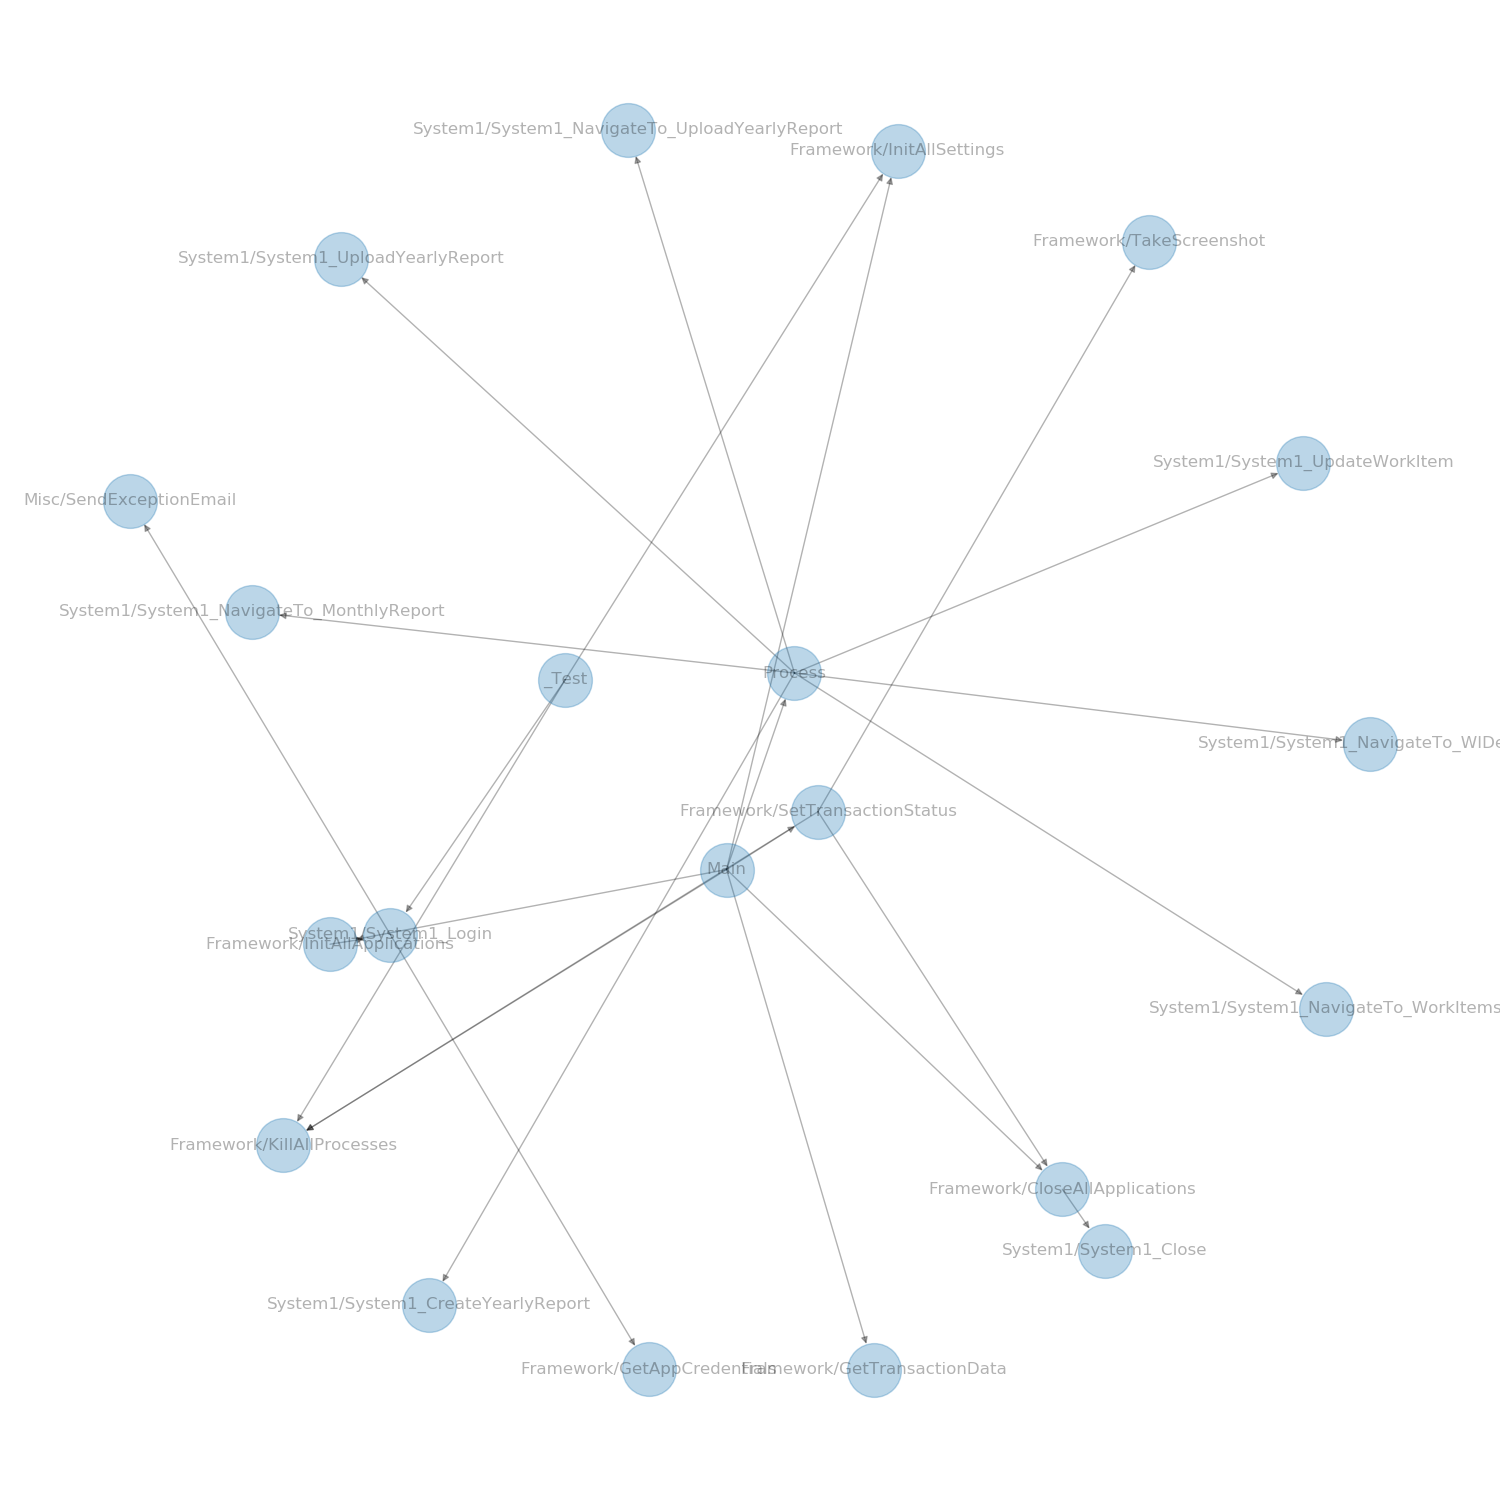 System1/System1_NavigateTo_UploadYearlyReport
Framework/InitAllSettings
Framework/TakeScreenshot
System1/System1_UploadYearlyReport
System1/System1_UpdateWorkItem
Misc/SendExceptionEmail
System1/System1_NavigateTo_MonthlyReport
Process
_Test
System1/System1_NavigateTo_WIDe
Framework/SetTransactionStatus
Main
System1/System1_Login
Framework/InitAllApplications
System1/System1_NavigateTo_WorkItems
Framework/KillAllProcesses
Framework/CloseAllApplications
System1/System1_Close
System1/System1_CreateYearlyReport
Framework/GetAppCredentials
Framework/GetTransactionData